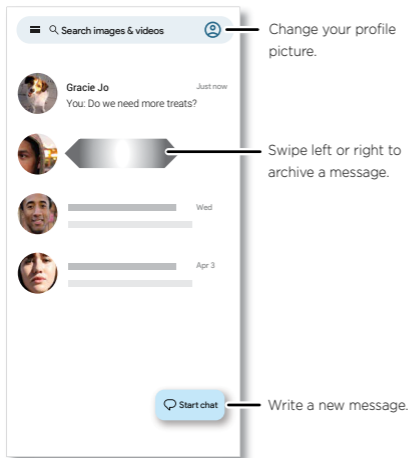 Search images & videos
Change your profile
picture.
Gracie Jo Just now
You: Do we need more treats?
Swipe left or right to
archive a message.
Wed
Apr 3
Start chat
Write a new message.